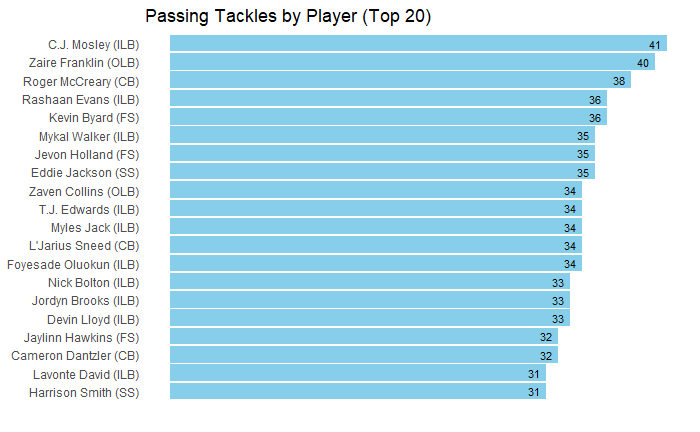 Passing Tackles by Player (Top 20)
C.J. Mosley (ILB) 41
Zaire Franklin (OLB) 40
Roger McCreary (CB) 38
Rashaan Evans (ILB) 36
Kevin Byard (FS) 36
Mykal Walker (ILB) 35
Jevon Holland (FS) 35
Eddie Jackson (SS) 35
Zaven Collins (OLB) 34
T.J. Edwards (ILB) 34
Myles Jack (ILB) 34
L'Jarius Sneed (CB) 34
Foyesade Oluokun (ILB) 34
Nick Bolton (ILB) 33
Jordyn Brooks (ILB) 33
Devin Lloyd (ILB) 33
Jaylinn Hawkins (FS) 32
Cameron Dantzler (CB) 32
Lavonte David (ILB) 31
Harrison Smith (SS) 31